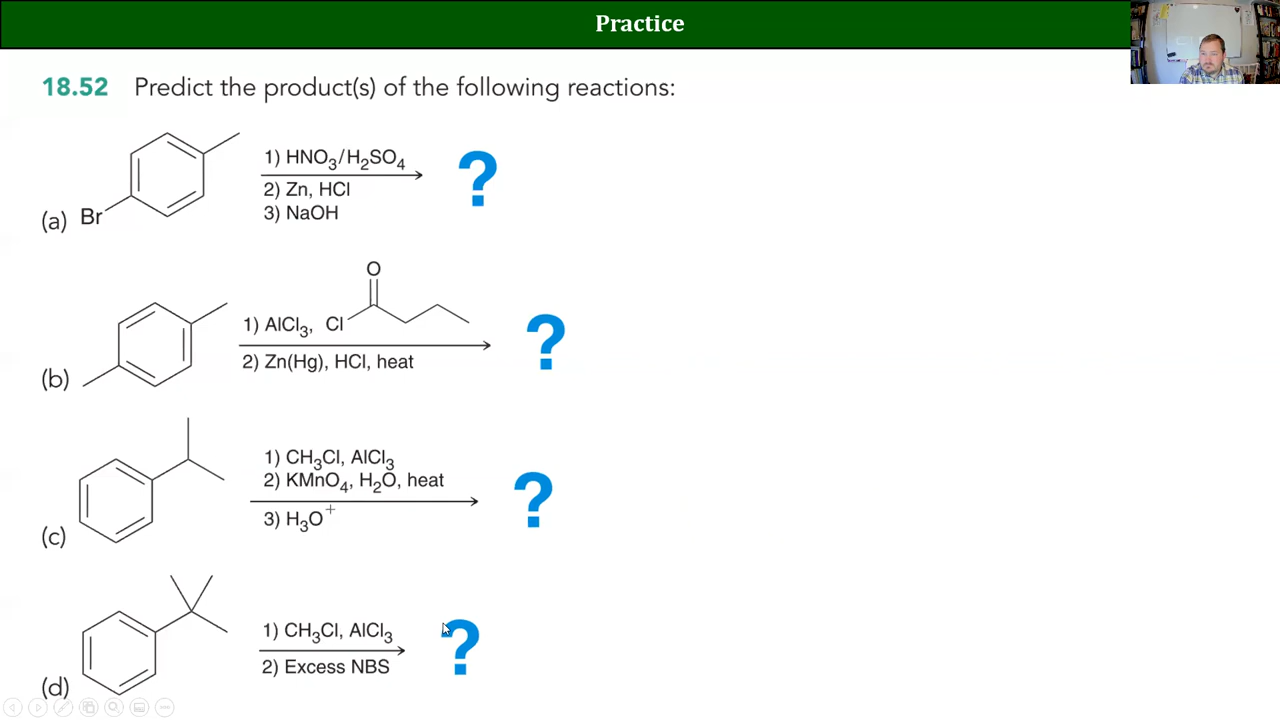 Practice
18.52 Predict the product(s) of the following reactions:
1) HNO3/H2SO4
2) Zn, HCl
3) NaOH
?
(a) Br
O
1) AlCl3, Cl
2) Zn(Hg), HCl, heat
?
(b)
1) CH3Cl, AlCl3
2) KMnO4, H2O, heat
3) H3O+
?
(c)
1) CH3Cl, AlCl3
2) Excess NBS
?
(d)